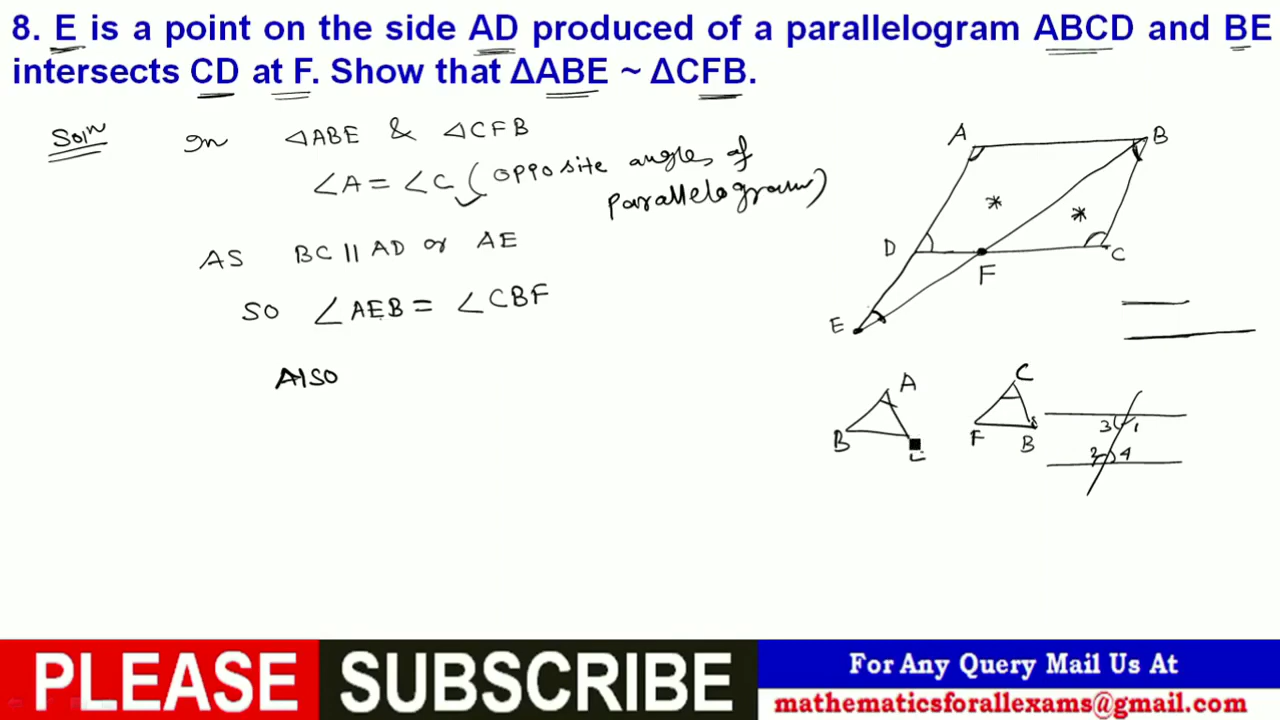 8. E is a point on the side AD produced of a parallelogram ABCD and BE
intersects CD at F. Show that ΔABE ~ ΔCFB.
Soln In ΔABE & ΔCFB
∠A = ∠C (opposite angles of
parallelogram)
AS BC || AD or AE
SO ∠AEB = ∠CBF
Also
A B
D F C
E
A C
B F B
3 1
2 4
PLEASE SUBSCRIBE
For Any Query Mail Us At
mathematicsforallexams@gmail.com